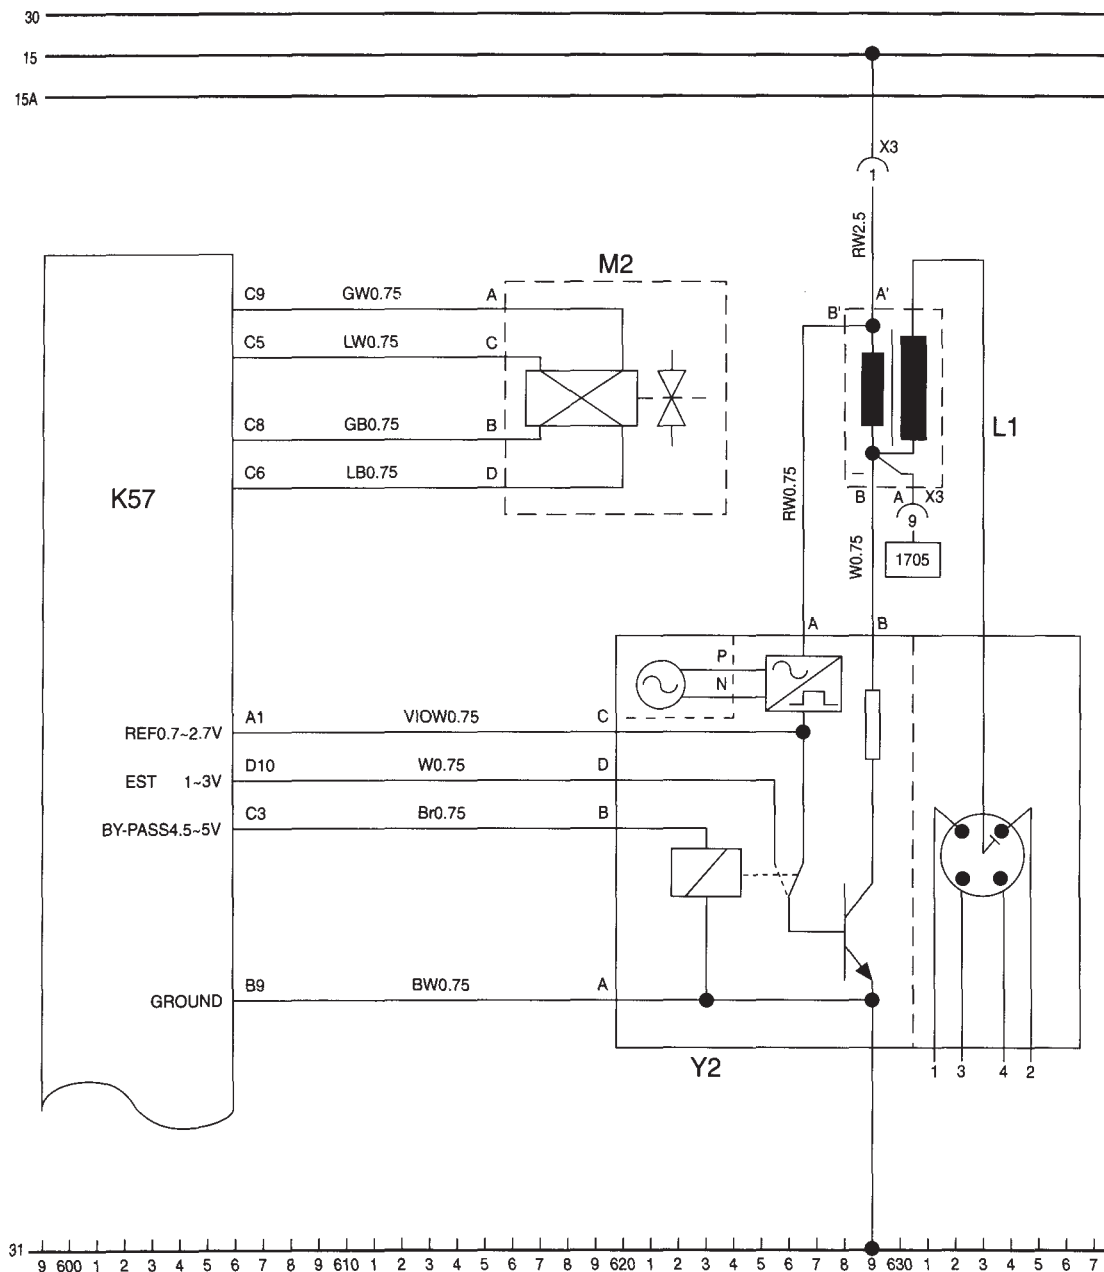 30
15
15A
X3
1
RW2.5
M2
A'
B'
C9 GW0.75 A
C5 LW0.75 C
C8 GB0.75 B
C6 LB0.75 D
K57
L1
B A X3
9
1705
RW0.75
W0.75
A B
P
N
A1 VIOW0.75 C
REF0.7~2.7V
D10 W0.75 D
EST 1~3V
C3 Br0.75 B
BY-PASS4.5~5V
B9 BW0.75 A
GROUND
Y2
1 3 4 2
31
9 600 1 2 3 4 5 6 7 8 9 610 1 2 3 4 5 6 7 8 9 620 1 2 3 4 5 6 7 8 9 630 1 2 3 4 5 6 7